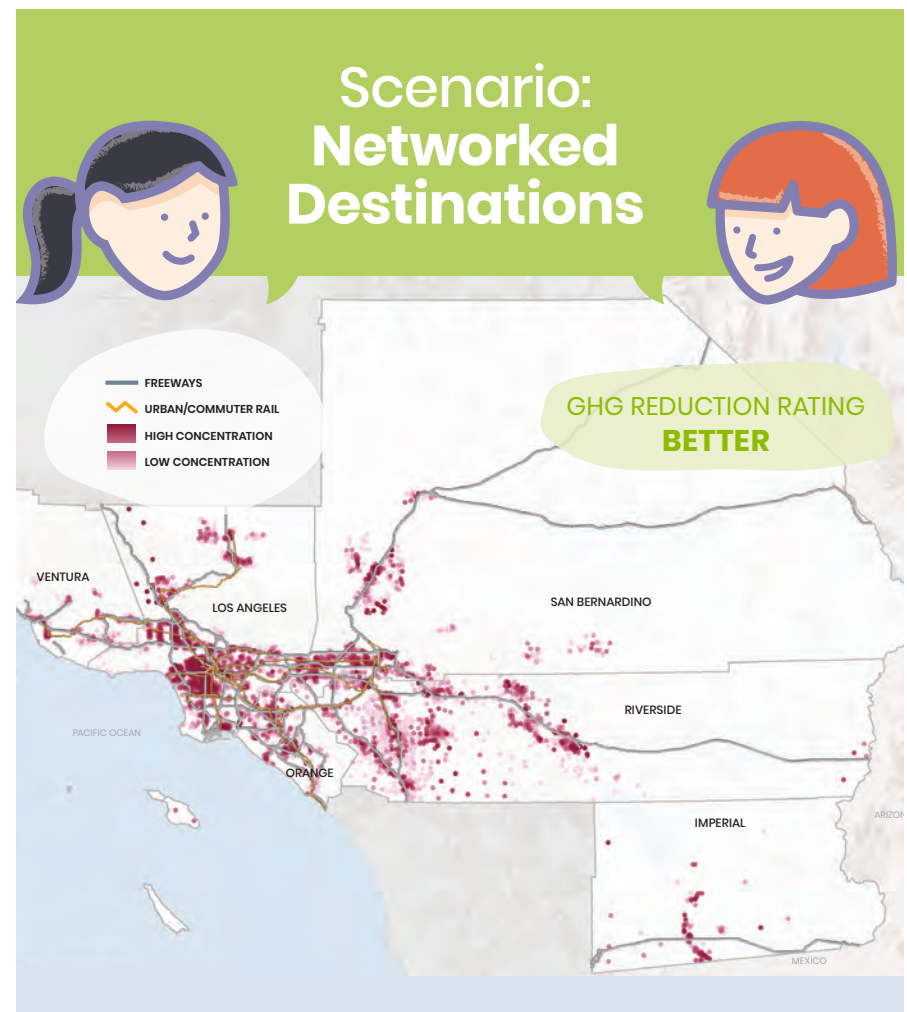 Scenario:
Networked
Destinations
FREEWAYS
URBAN/COMMUTER RAIL
HIGH CONCENTRATION
LOW CONCENTRATION
GHG REDUCTION RATING
BETTER
VENTURA
LOS ANGELES
SAN BERNARDINO
RIVERSIDE
PACIFIC OCEAN
ORANGE
IMPERIAL
ARIZON
MEXICO